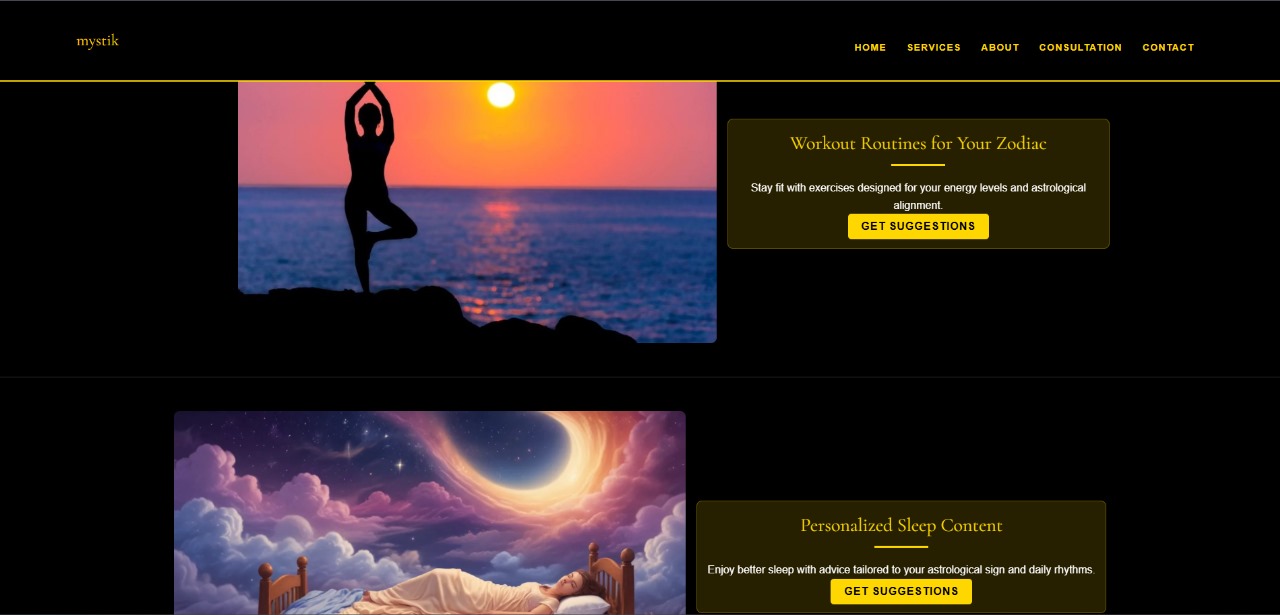 mystik
HOME SERVICES ABOUT CONSULTATION CONTACT
Workout Routines for Your Zodiac
Stay fit with exercises designed for your energy levels and astrological
alignment.
GET SUGGESTIONS
Personalized Sleep Content
Enjoy better sleep with advice tailored to your astrological sign and daily rhythms.
GET SUGGESTIONS